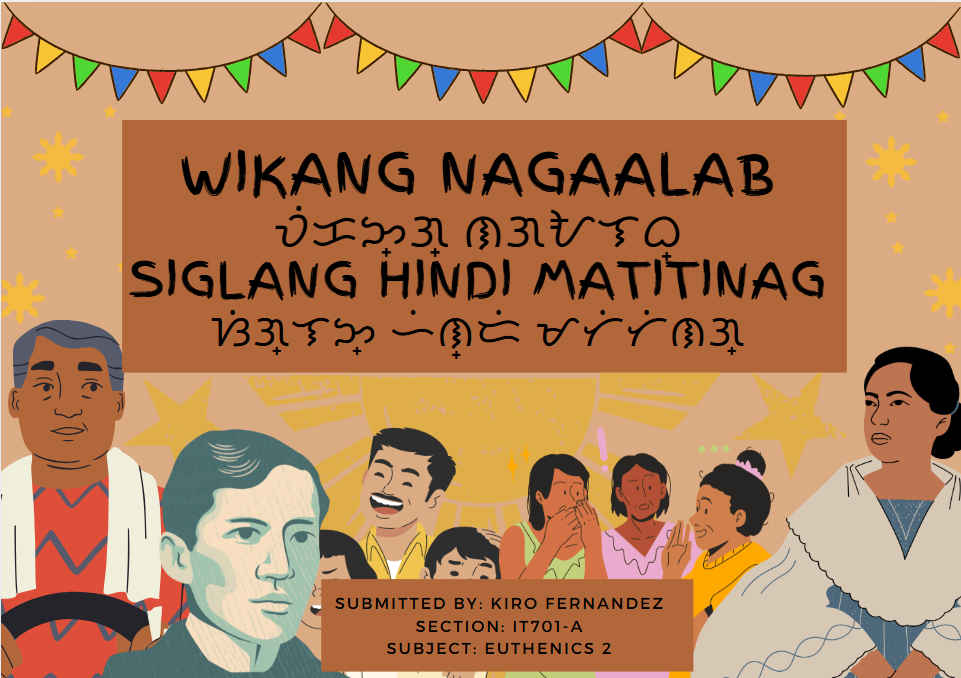 WIKANG NAGAALAB
ᜏᜒᜃᜅ᜔ᜄ᜔ ᜈᜄᜀᜎᜊ᜔
SIGLANG HINDI MATITINAG
ᜐᜒᜄ᜔ᜎᜅ᜔ ᜑᜒᜈ᜔ᜇᜒ ᜋᜆᜒᜆᜒᜈᜄ᜔
SUBMITTED BY: KIRO FERNANDEZ
SECTION: IT701-A
SUBJECT: EUTHENICS 2